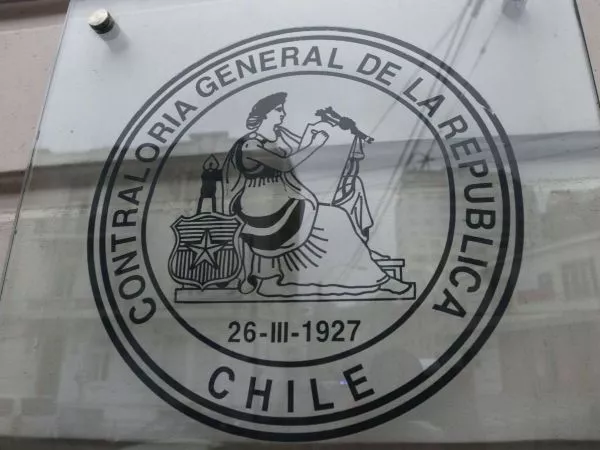 CONTRALORIA GENERAL DE LA REPUBLICA
26-III-1927
CHILE